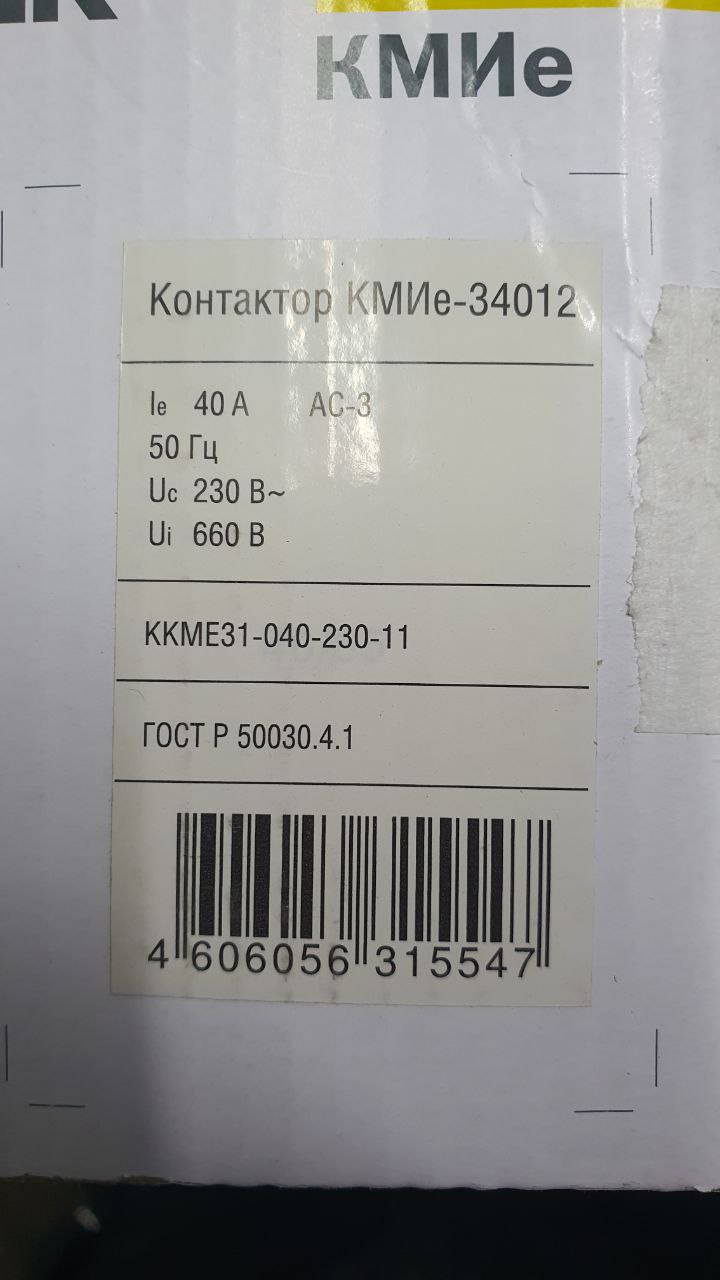 КМИе
Контактор КМИе-34012
Ie 40 А АС-3
50 Гц
Uc 230 В~
Ui 660 В
KKME31-040-230-11
ГОСТ Р 50030.4.1
4 606056 315547